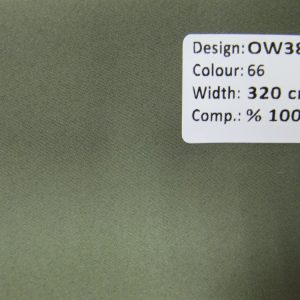 Design: OW38
Colour: 66
Width: 320 c
Comp.: % 100